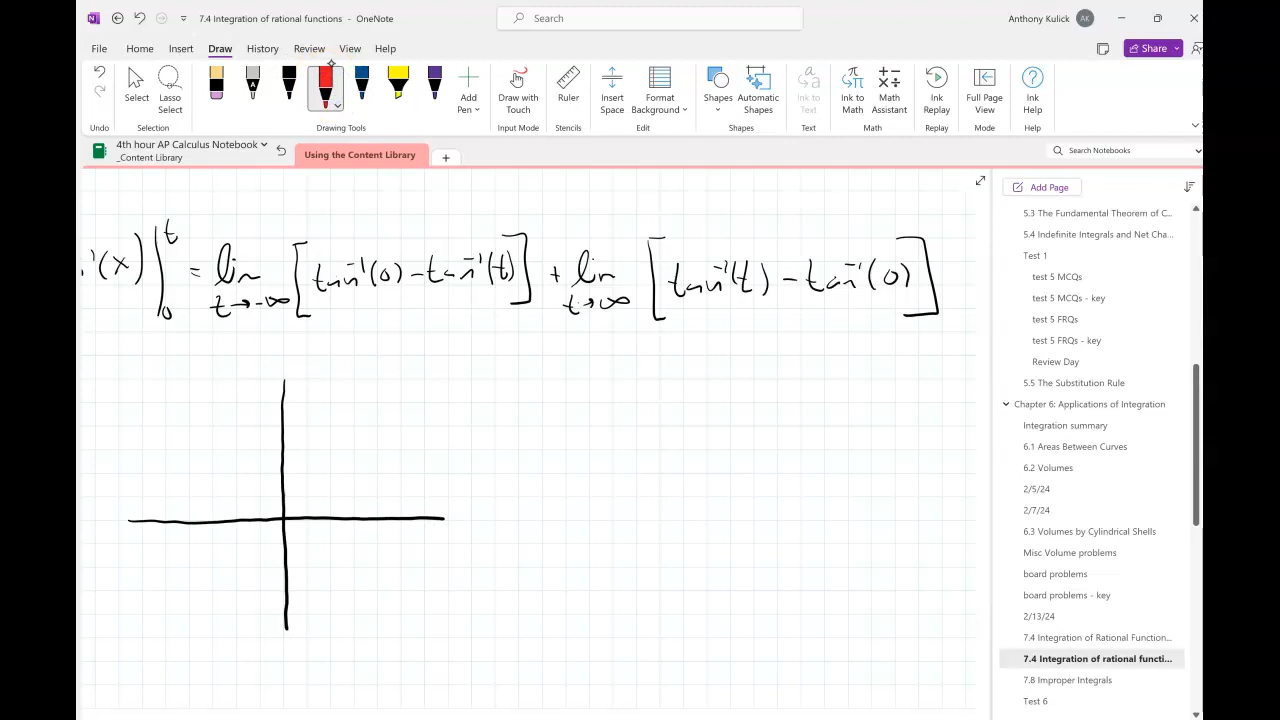 7.4 Integration of rational functions - OneNote
Search
Anthony Kulick
AK
File Home Insert Draw History Review View Help
Share
Select
Lasso Select
Add Pen
Draw with Touch
Ruler
Insert Space
Format Background
Shapes
Automatic Shapes
Ink to Text
Ink to Math
Math Assistant
Ink Replay
Full Page View
Ink Help
Undo Selection Drawing Tools Input Mode Stencils Edit Shapes Text Math Replay Mode Help
4th hour AP Calculus Notebook
_Content Library
Using the Content Library
+
Search Notebooks
Add Page
5.3 The Fundamental Theorem of C...
5.4 Indefinite Integrals and Net Cha...
Test 1
test 5 MCQs
test 5 MCQs - key
test 5 FRQs
test 5 FRQs - key
Review Day
5.5 The Substitution Rule
Chapter 6: Applications of Integration
Integration summary
6.1 Areas Between Curves
6.2 Volumes
2/5/24
2/7/24
6.3 Volumes by Cylindrical Shells
Misc Volume problems
board problems
board problems - key
2/13/24
7.4 Integration of Rational Function...
7.4 Integration of rational functi...
7.8 Improper Integrals
Test 6
⁻¹(x) |₀ᵗ = lim t→-∞ [tan⁻¹(0) - tan⁻¹(t)] + lim t→∞ [tan⁻¹(t) - tan⁻¹(0)]